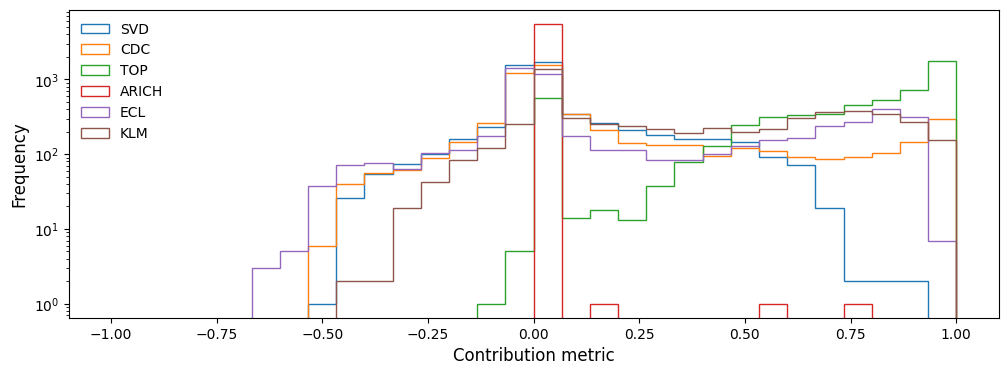 SVD
CDC
TOP
ARICH
ECL
KLM
Frequency
10³
10²
10¹
10⁰
−1.00 −0.75 −0.50 −0.25 0.00 0.25 0.50 0.75 1.00
Contribution metric